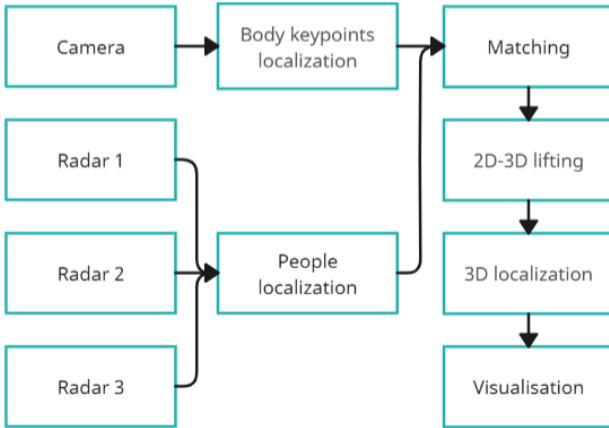 Camera
Body keypoints
localization
Matching
Radar 1
2D-3D lifting
Radar 2
People
localization
3D localization
Radar 3
Visualisation